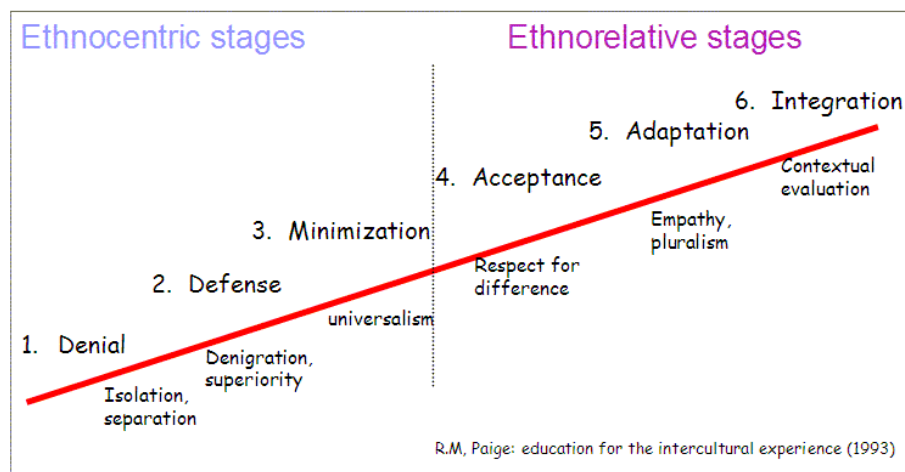 Ethnocentric stages
Ethnorelative stages
6. Integration
5. Adaptation
Contextual
evaluation
4. Acceptance
Empathy,
pluralism
3. Minimization
Respect for
difference
2. Defense
universalism
1. Denial
Denigration,
superiority
Isolation,
separation
R.M, Paige: education for the intercultural experience (1993)